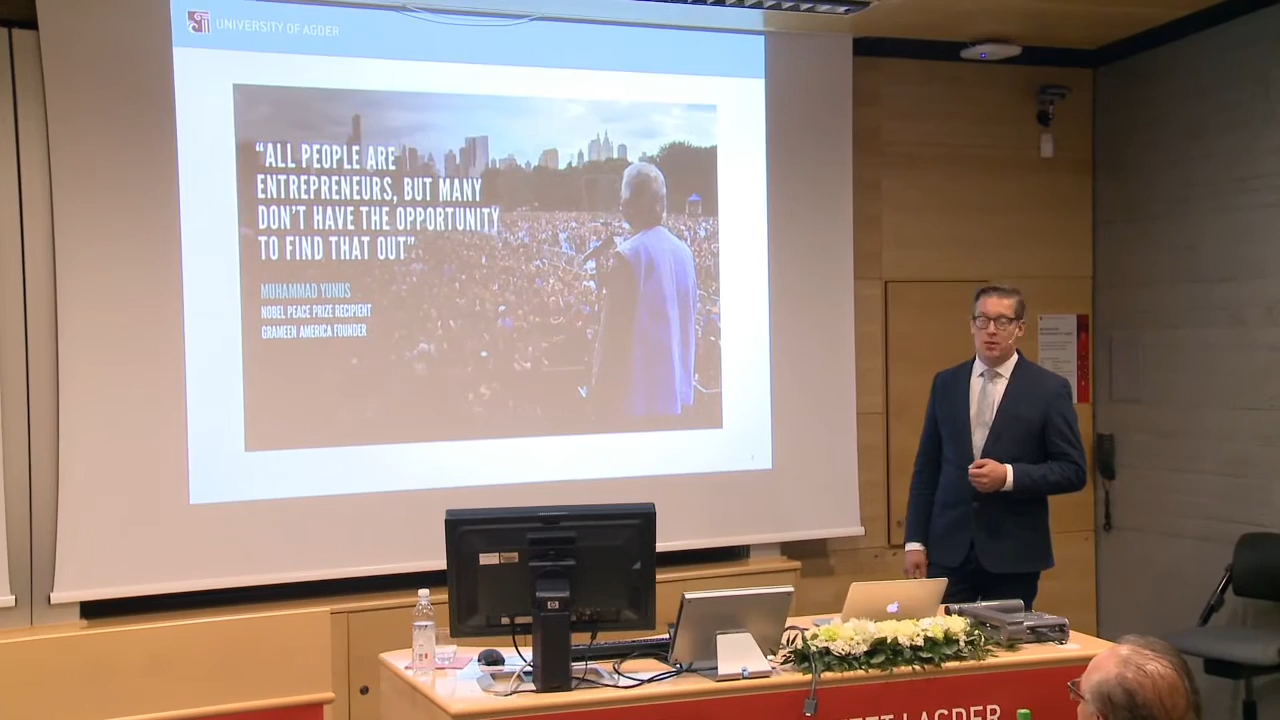 UNIVERSITY OF AGDER
“ALL PEOPLE ARE
ENTREPRENEURS, BUT MANY
DON’T HAVE THE OPPORTUNITY
TO FIND THAT OUT”
MUHAMMAD YUNUS
NOBEL PEACE PRIZE RECIPIENT
GRAMEEN AMERICA FOUNDER
hp
I AGDER